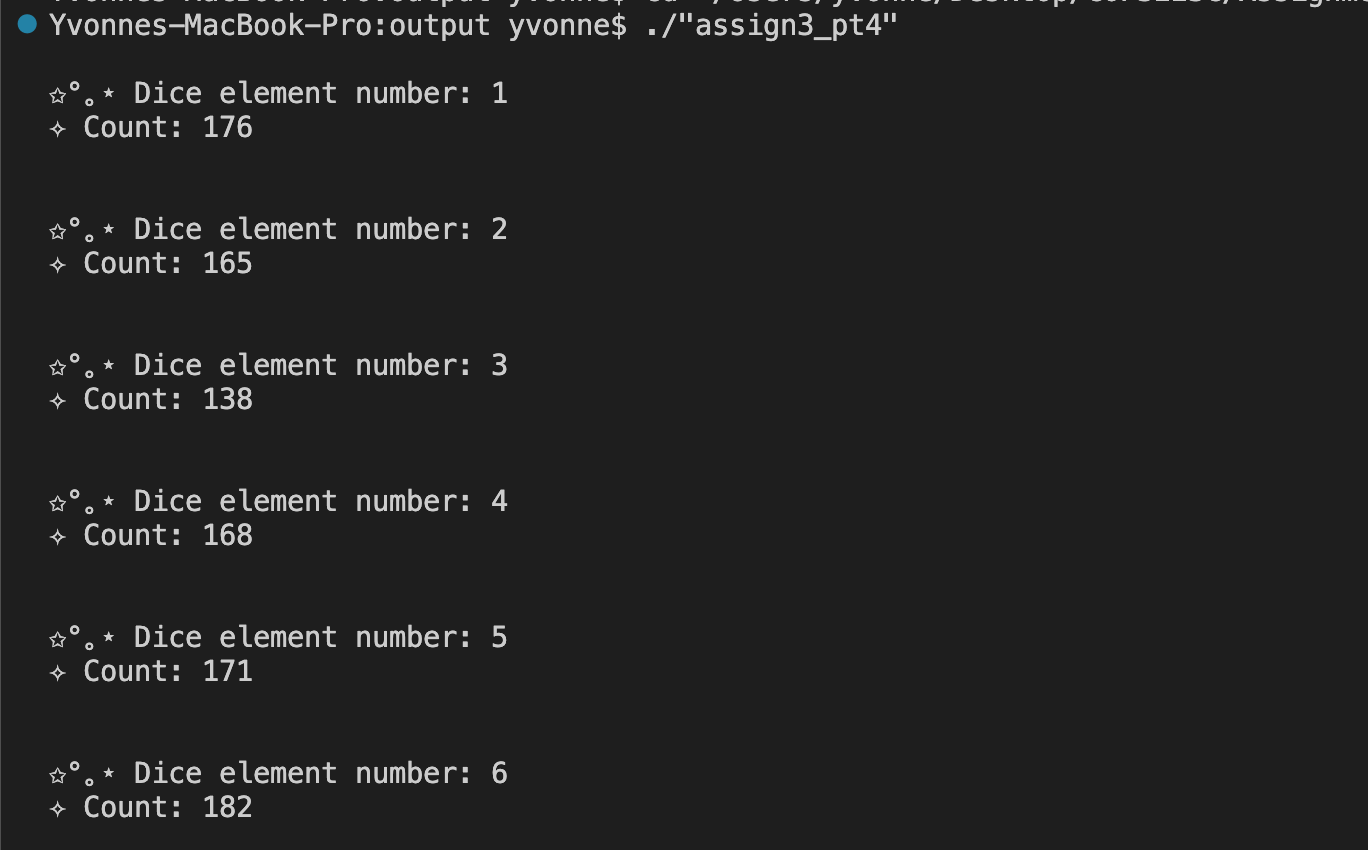 Yvonnes-MacBook-Pro:output yvonne$ ./"assign3_pt4"
✩°｡⋆ Dice element number: 1
✧ Count: 176
✩°｡⋆ Dice element number: 2
✧ Count: 165
✩°｡⋆ Dice element number: 3
✧ Count: 138
✩°｡⋆ Dice element number: 4
✧ Count: 168
✩°｡⋆ Dice element number: 5
✧ Count: 171
✩°｡⋆ Dice element number: 6
✧ Count: 182